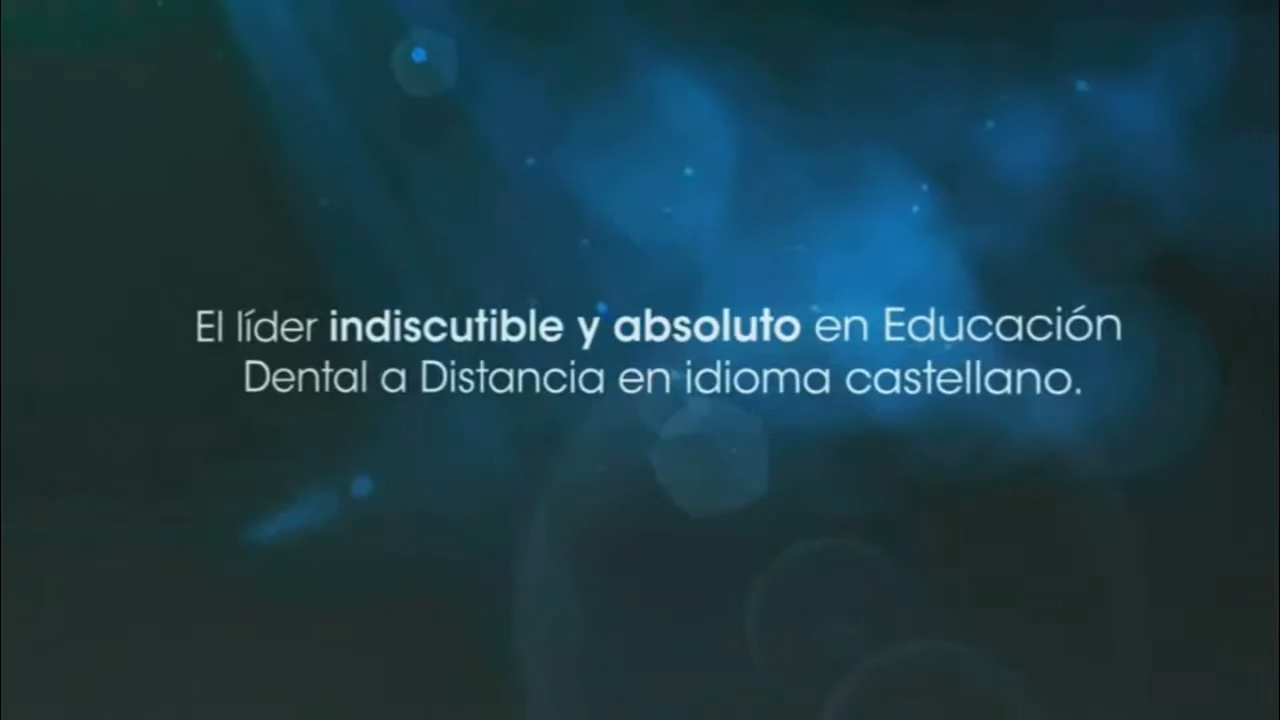 El líder indiscutible y absoluto en Educación
Dental a Distancia en idioma castellano.